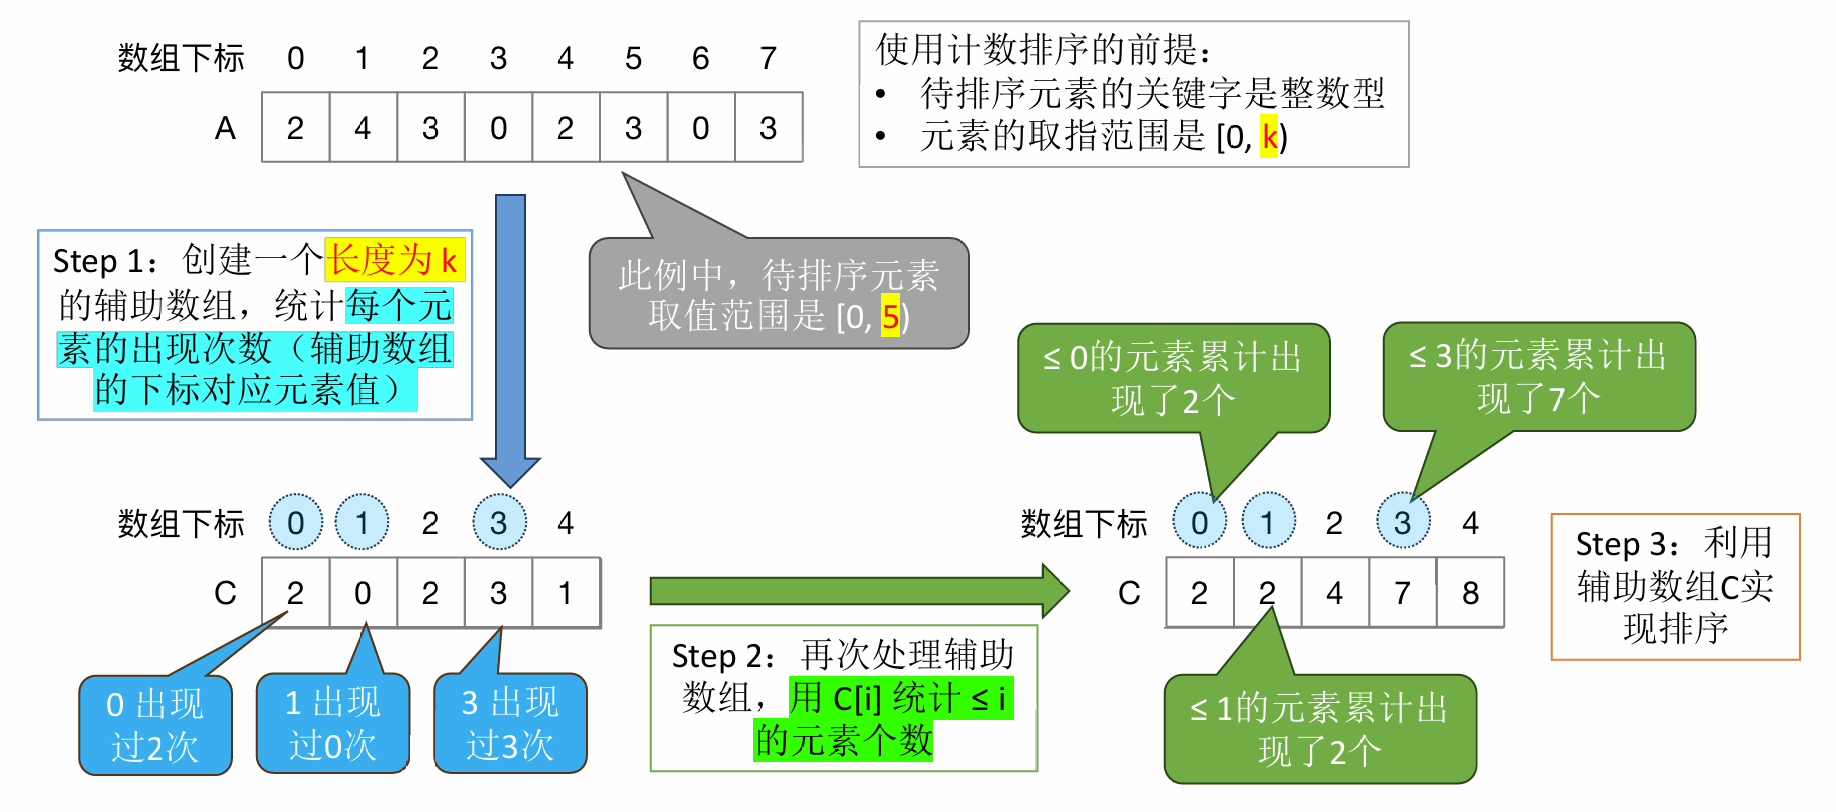 数组下标 0 1 2 3 4 5 6 7
A 2 4 3 0 2 3 0 3
使用计数排序的前提：
• 待排序元素的关键字是整数型
• 元素的取指范围是 [0, k)
Step 1：创建一个长度为 k
的辅助数组，统计每个元
素的出现次数（辅助数组
的下标对应元素值）
此例中，待排序元素
取值范围是 [0, 5)
≤ 0的元素累计出
现了2个
≤ 3的元素累计出
现了7个
数组下标 0 1 2 3 4
C 2 0 2 3 1
0 出现
过2次
1 出现
过0次
3 出现
过3次
Step 2：再次处理辅助
数组，用 C[i] 统计 ≤ i
的元素个数
数组下标 0 1 2 3 4
C 2 2 4 7 8
≤ 1的元素累计出
现了2个
Step 3：利用
辅助数组C实
现排序